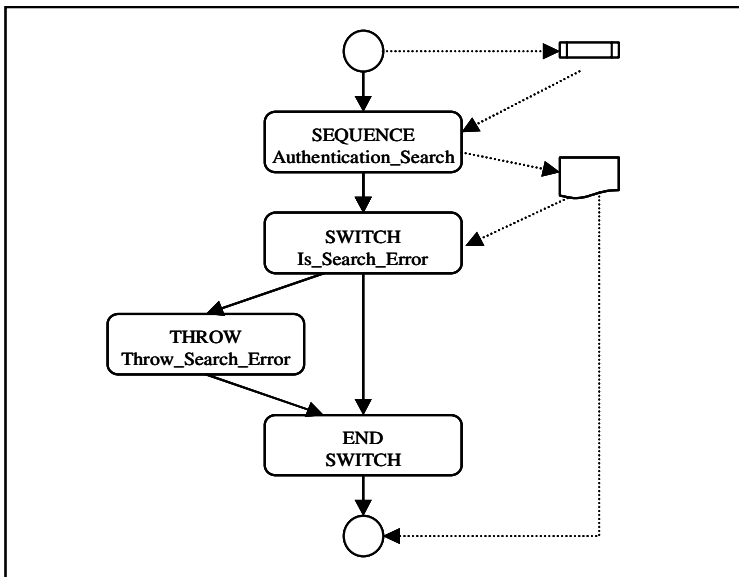 SEQUENCE
Authentication_Search
SWITCH
Is_Search_Error
THROW
Throw_Search_Error
END
SWITCH